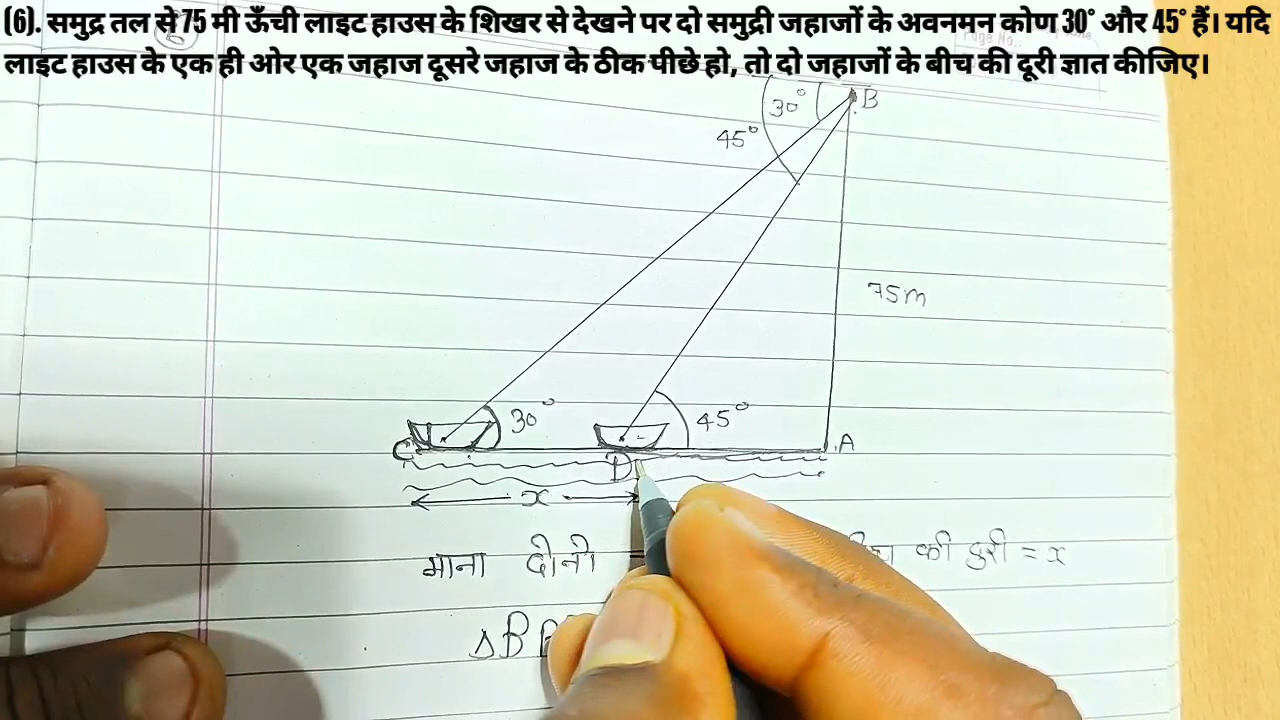 (6). समुद्र तल से 75 मी ऊँची लाइट हाउस के शिखर से देखने पर दो समुद्री जहाजों के अवनमन कोण 30° और 45° हैं। यदि
लाइट हाउस के एक ही ओर एक जहाज दूसरे जहाज के ठीक पीछे हो, तो दो जहाजों के बीच की दूरी ज्ञात कीजिए।
30° B
45°
75m
30° 45°
C D A
x
माना दोनो की दुरी = x
ΔB